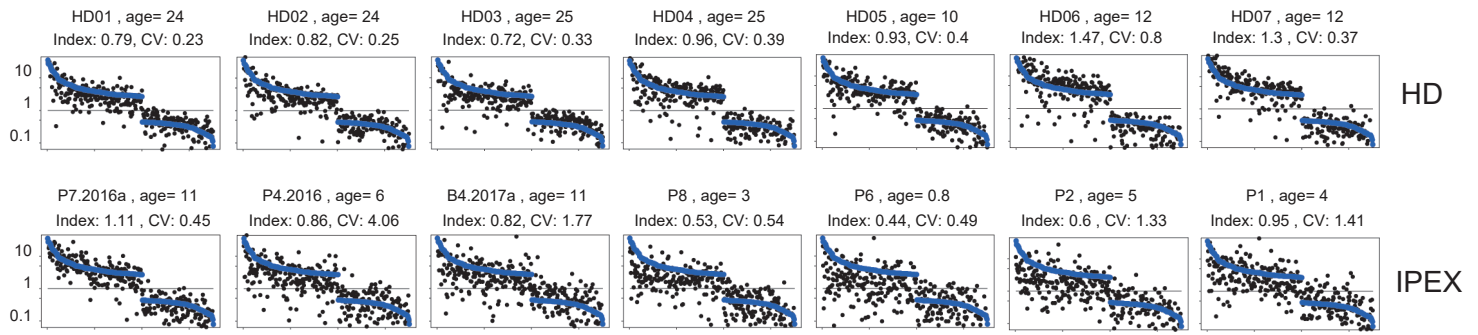 HD01 , age= 24
Index: 0.79, CV: 0.23
HD02 , age= 24
Index: 0.82, CV: 0.25
HD03 , age= 25
Index: 0.72, CV: 0.33
HD04 , age= 25
Index: 0.96, CV: 0.39
HD05 , age= 10
Index: 0.93, CV: 0.4
HD06 , age= 12
Index: 1.47, CV: 0.8
HD07 , age= 12
Index: 1.3 , CV: 0.37
10
1
0.1
HD
P7.2016a , age= 11
Index: 1.11 , CV: 0.45
P4.2016 , age= 6
Index: 0.86, CV: 4.06
B4.2017a , age= 11
Index: 0.82, CV: 1.77
P8 , age= 3
Index: 0.53, CV: 0.54
P6 , age= 0.8
Index: 0.44, CV: 0.49
P2 , age= 5
Index: 0.6 , CV: 1.33
P1 , age= 4
Index: 0.95 , CV: 1.41
10
1
0.1
IPEX